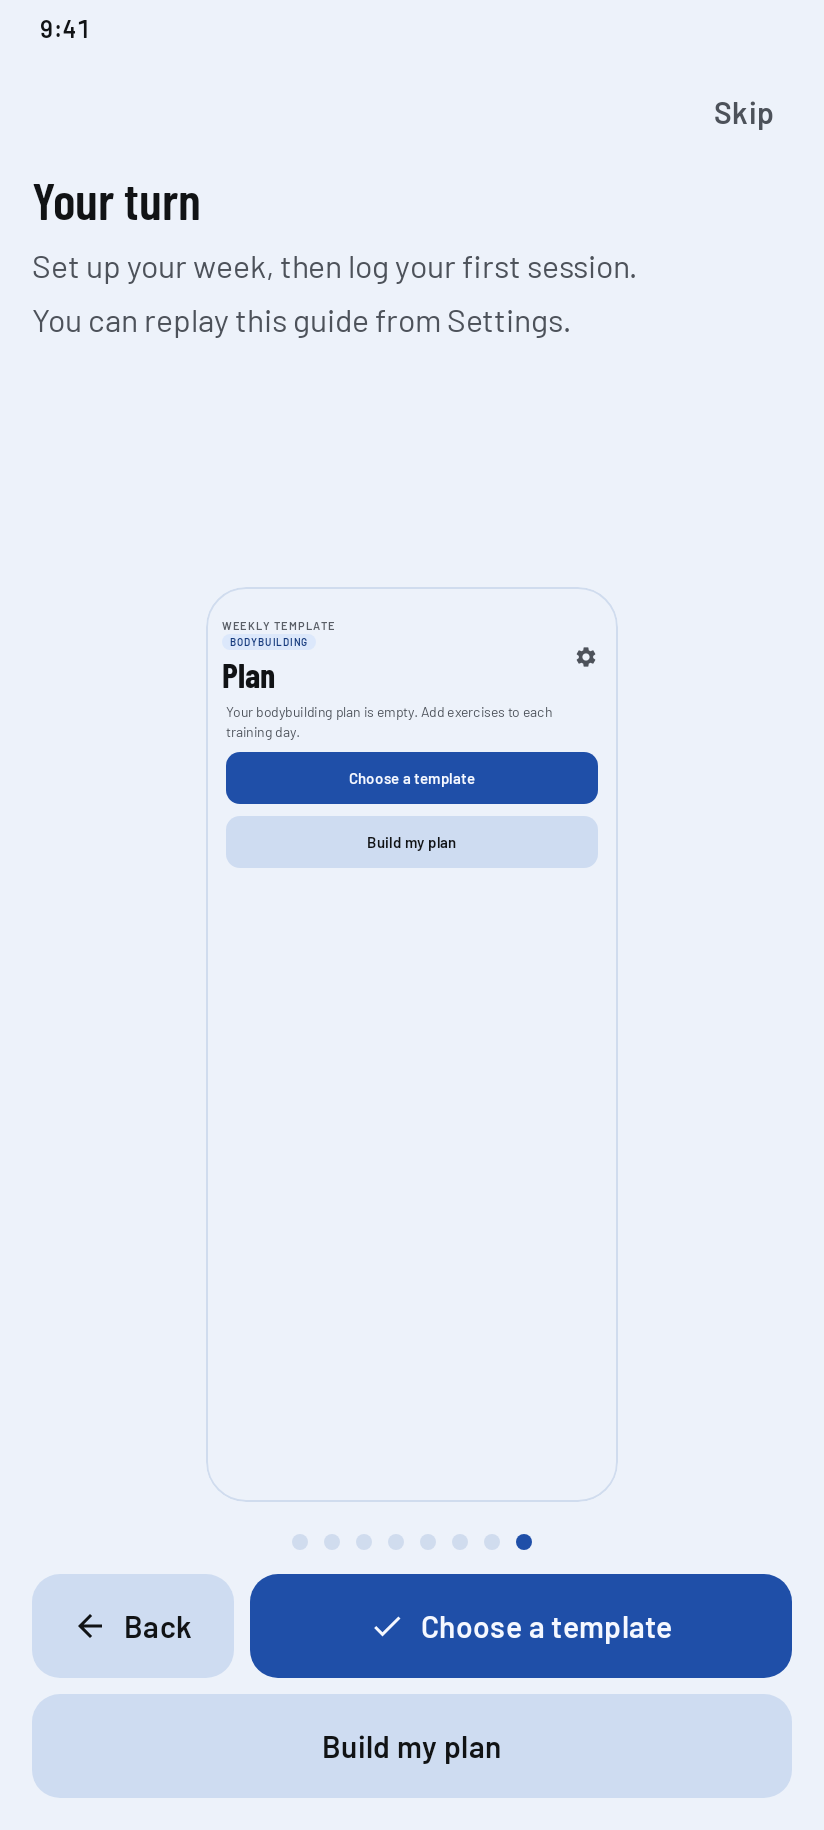 9:41
Skip
Your turn
Set up your week, then log your first session.
You can replay this guide from Settings.
WEEKLY TEMPLATE
BODYBUILDING
Plan
Your bodybuilding plan is empty. Add exercises to each
training day.
Choose a template
Build my plan
Back
Choose a template
Build my plan